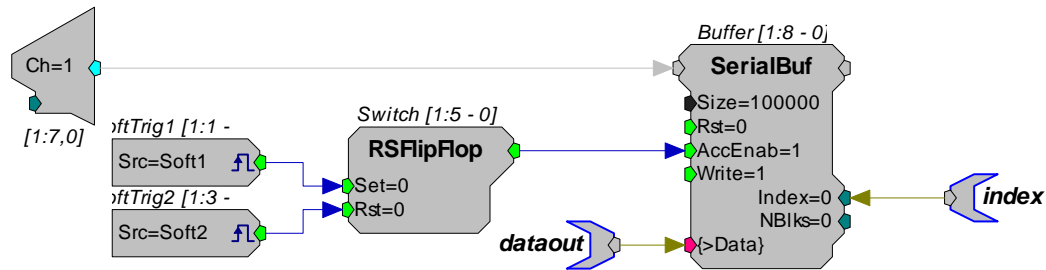 Buffer [1:8 - 0]
Ch=1
SerialBuf
Size=100000
[1:7,0]
Switch [1:5 - 0]
Rst=0
oftTrig1 [1:1 -
RSFlipFlop
AccEnab=1
Src=Soft1
Write=1
Set=0
Index=0
index
oftTrig2 [1:3 -
Rst=0
NBlks=0
Src=Soft2
dataout
{>Data}